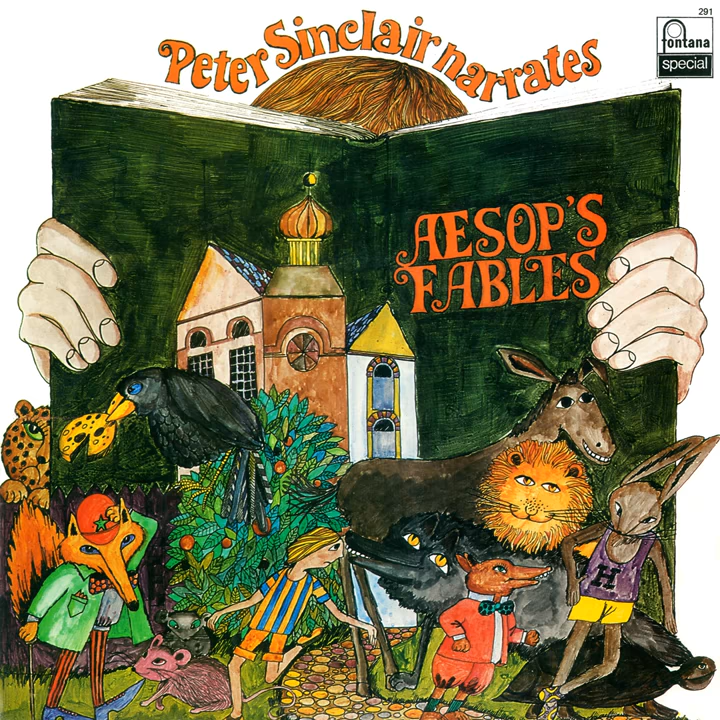 291
fontana
special
Peter Sinclair narrates
ÆSOP'S
FABLES
H